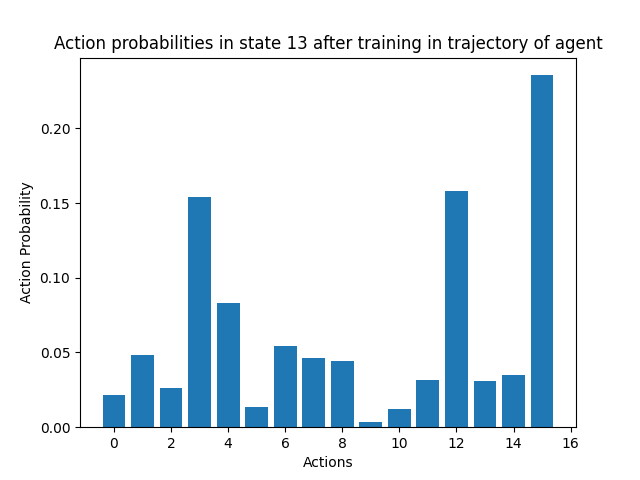 Action probabilities in state 13 after training in trajectory of agent
Action Probability
0.20
0.15
0.10
0.05
0.00
0 2 4 6 8 10 12 14 16
Actions